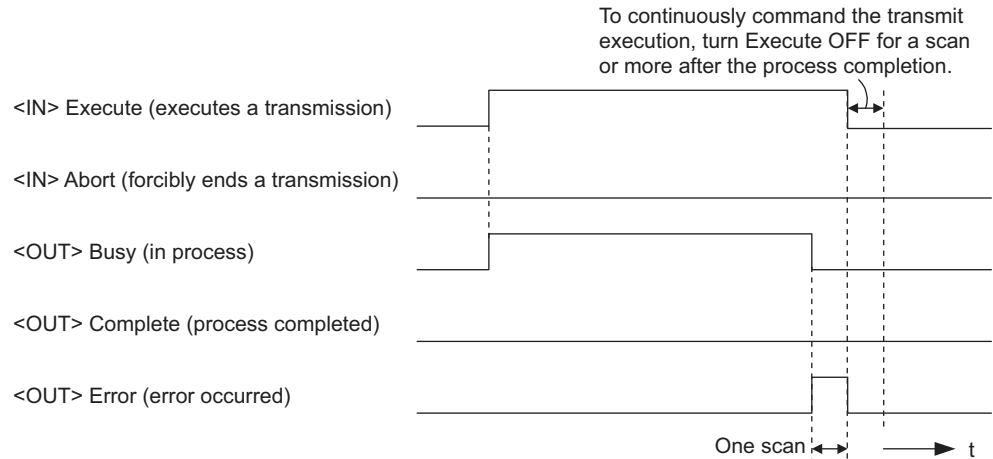 To continuously command the transmit
execution, turn Execute OFF for a scan
or more after the process completion.
<IN> Execute (executes a transmission)
<IN> Abort (forcibly ends a transmission)
<OUT> Busy (in process)
<OUT> Complete (process completed)
<OUT> Error (error occurred)
One scan
t